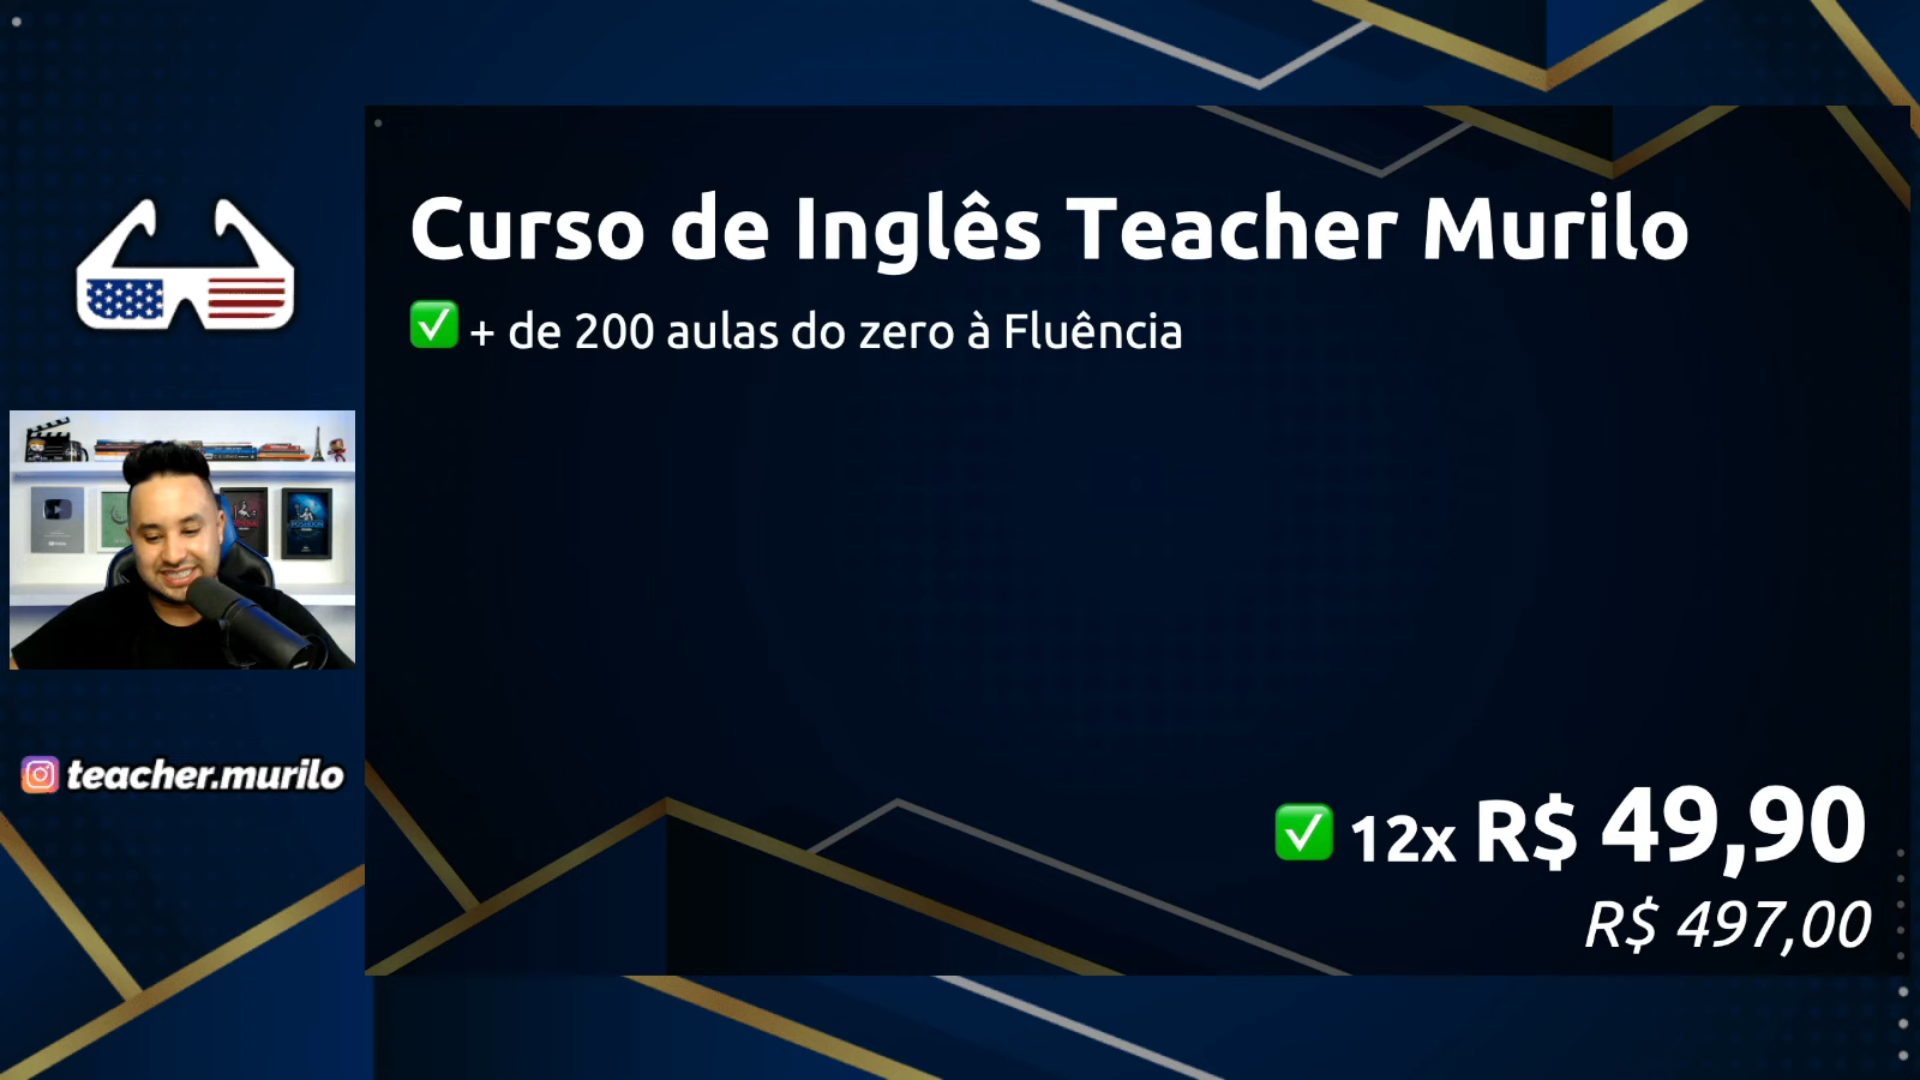 Curso de Inglês Teacher Murilo
✅ + de 200 aulas do zero à Fluência
teacher.murilo
✅ 12x R$ 49,90
R$ 497,00